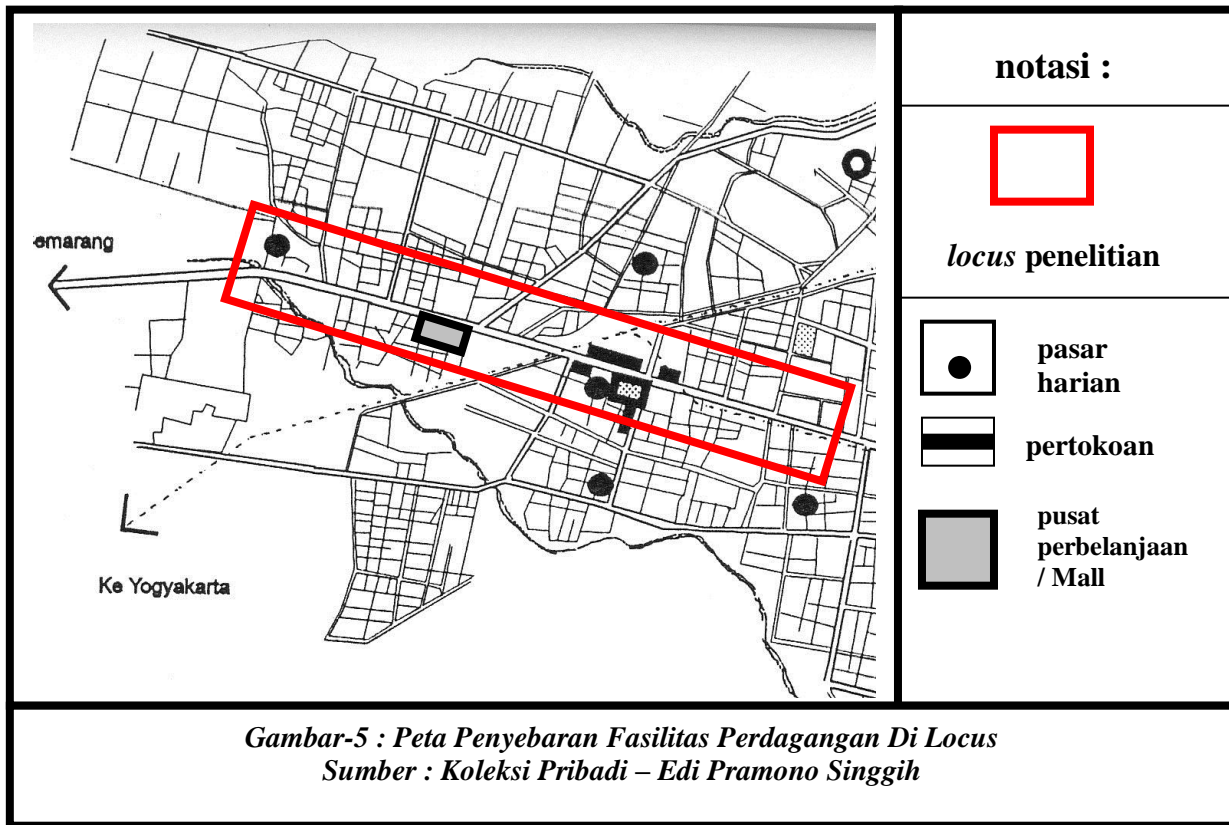 emarang
Ke Yogyakarta
notasi :
locus penelitian
pasar
harian
pertokoan
pusat
perbelanjaan
/ Mall
Gambar-5 : Peta Penyebaran Fasilitas Perdagangan Di Locus
Sumber : Koleksi Pribadi – Edi Pramono Singgih